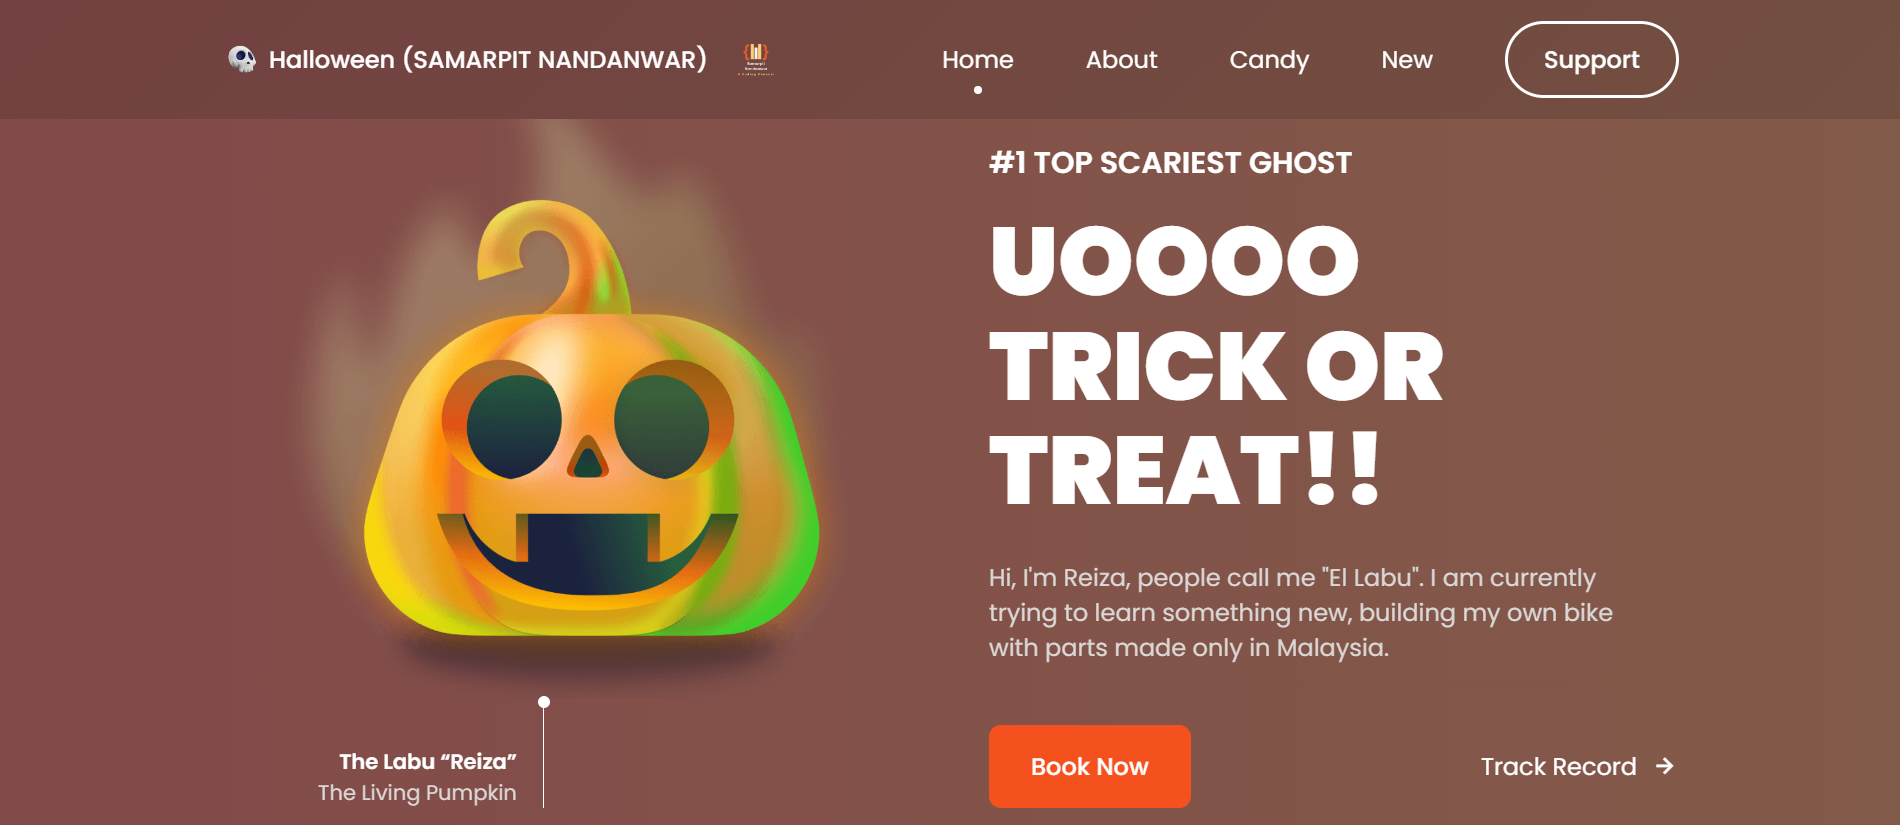 Halloween (SAMARPIT NANDANWAR)
Samarpit
Nandanwar
Home
About
Candy
New
Support
#1 TOP SCARIEST GHOST
UOOOO
TRICK OR
TREAT!!
Hi, I'm Reiza, people call me "El Labu". I am currently
trying to learn something new, building my own bike
with parts made only in Malaysia.
Book Now
Track Record
The Labu “Reiza”
The Living Pumpkin